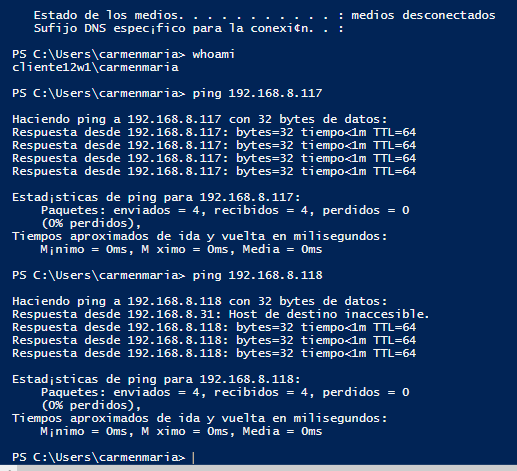 Estado de los medios. . . . . . . . . . . : medios desconectados
Sufijo DNS espec¡fico para la conexi¢n. . :
PS C:\Users\carmenmaria> whoami
cliente12w1\carmenmaria
PS C:\Users\carmenmaria> ping 192.168.8.117
Haciendo ping a 192.168.8.117 con 32 bytes de datos:
Respuesta desde 192.168.8.117: bytes=32 tiempo<1m TTL=64
Respuesta desde 192.168.8.117: bytes=32 tiempo<1m TTL=64
Respuesta desde 192.168.8.117: bytes=32 tiempo<1m TTL=64
Respuesta desde 192.168.8.117: bytes=32 tiempo<1m TTL=64
Estad¡sticas de ping para 192.168.8.117:
Paquetes: enviados = 4, recibidos = 4, perdidos = 0
(0% perdidos),
Tiempos aproximados de ida y vuelta en milisegundos:
M¡nimo = 0ms, M ximo = 0ms, Media = 0ms
PS C:\Users\carmenmaria> ping 192.168.8.118
Haciendo ping a 192.168.8.118 con 32 bytes de datos:
Respuesta desde 192.168.8.31: Host de destino inaccesible.
Respuesta desde 192.168.8.118: bytes=32 tiempo<1m TTL=64
Respuesta desde 192.168.8.118: bytes=32 tiempo<1m TTL=64
Respuesta desde 192.168.8.118: bytes=32 tiempo<1m TTL=64
Estad¡sticas de ping para 192.168.8.118:
Paquetes: enviados = 4, recibidos = 4, perdidos = 0
(0% perdidos),
Tiempos aproximados de ida y vuelta en milisegundos:
M¡nimo = 0ms, M ximo = 0ms, Media = 0ms
PS C:\Users\carmenmaria>